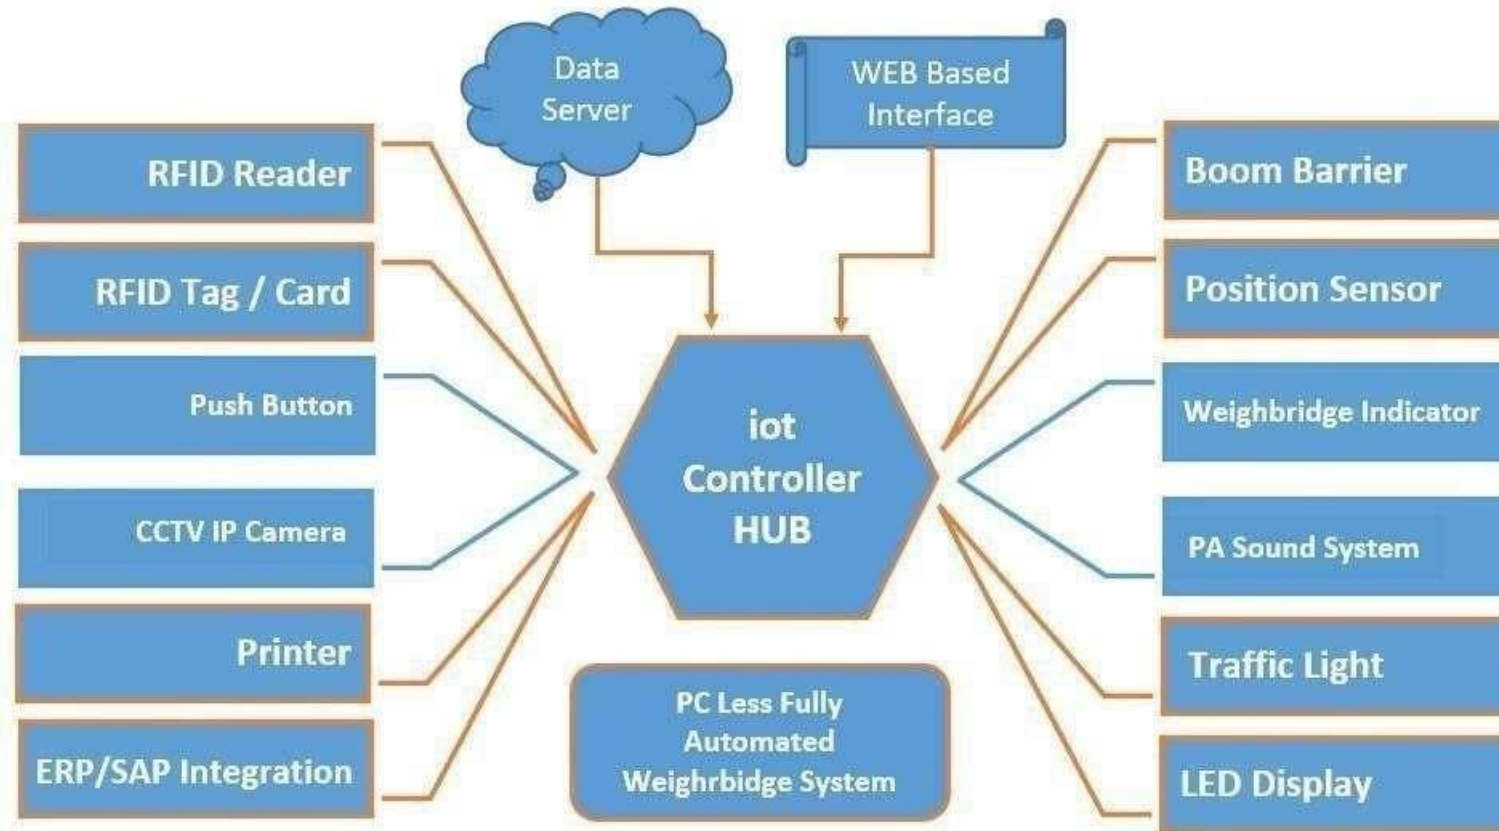 Data
Server
WEB Based
Interface
RFID Reader
RFID Tag / Card
Push Button
CCTV IP Camera
Printer
ERP/SAP Integration
iot
Controller
HUB
PC Less Fully
Automated
Weighrbidge System
Boom Barrier
Position Sensor
Weighbridge Indicator
PA Sound System
Traffic Light
LED Display